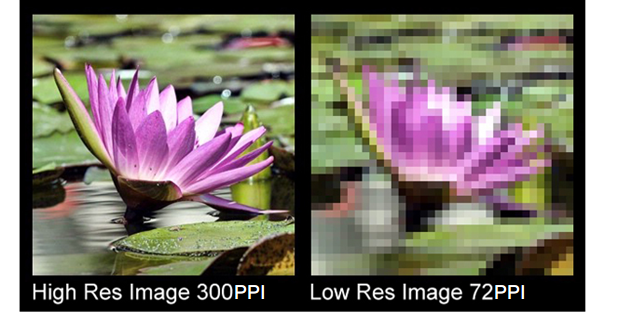 High Res Image 300PPI
Low Res Image 72PPI